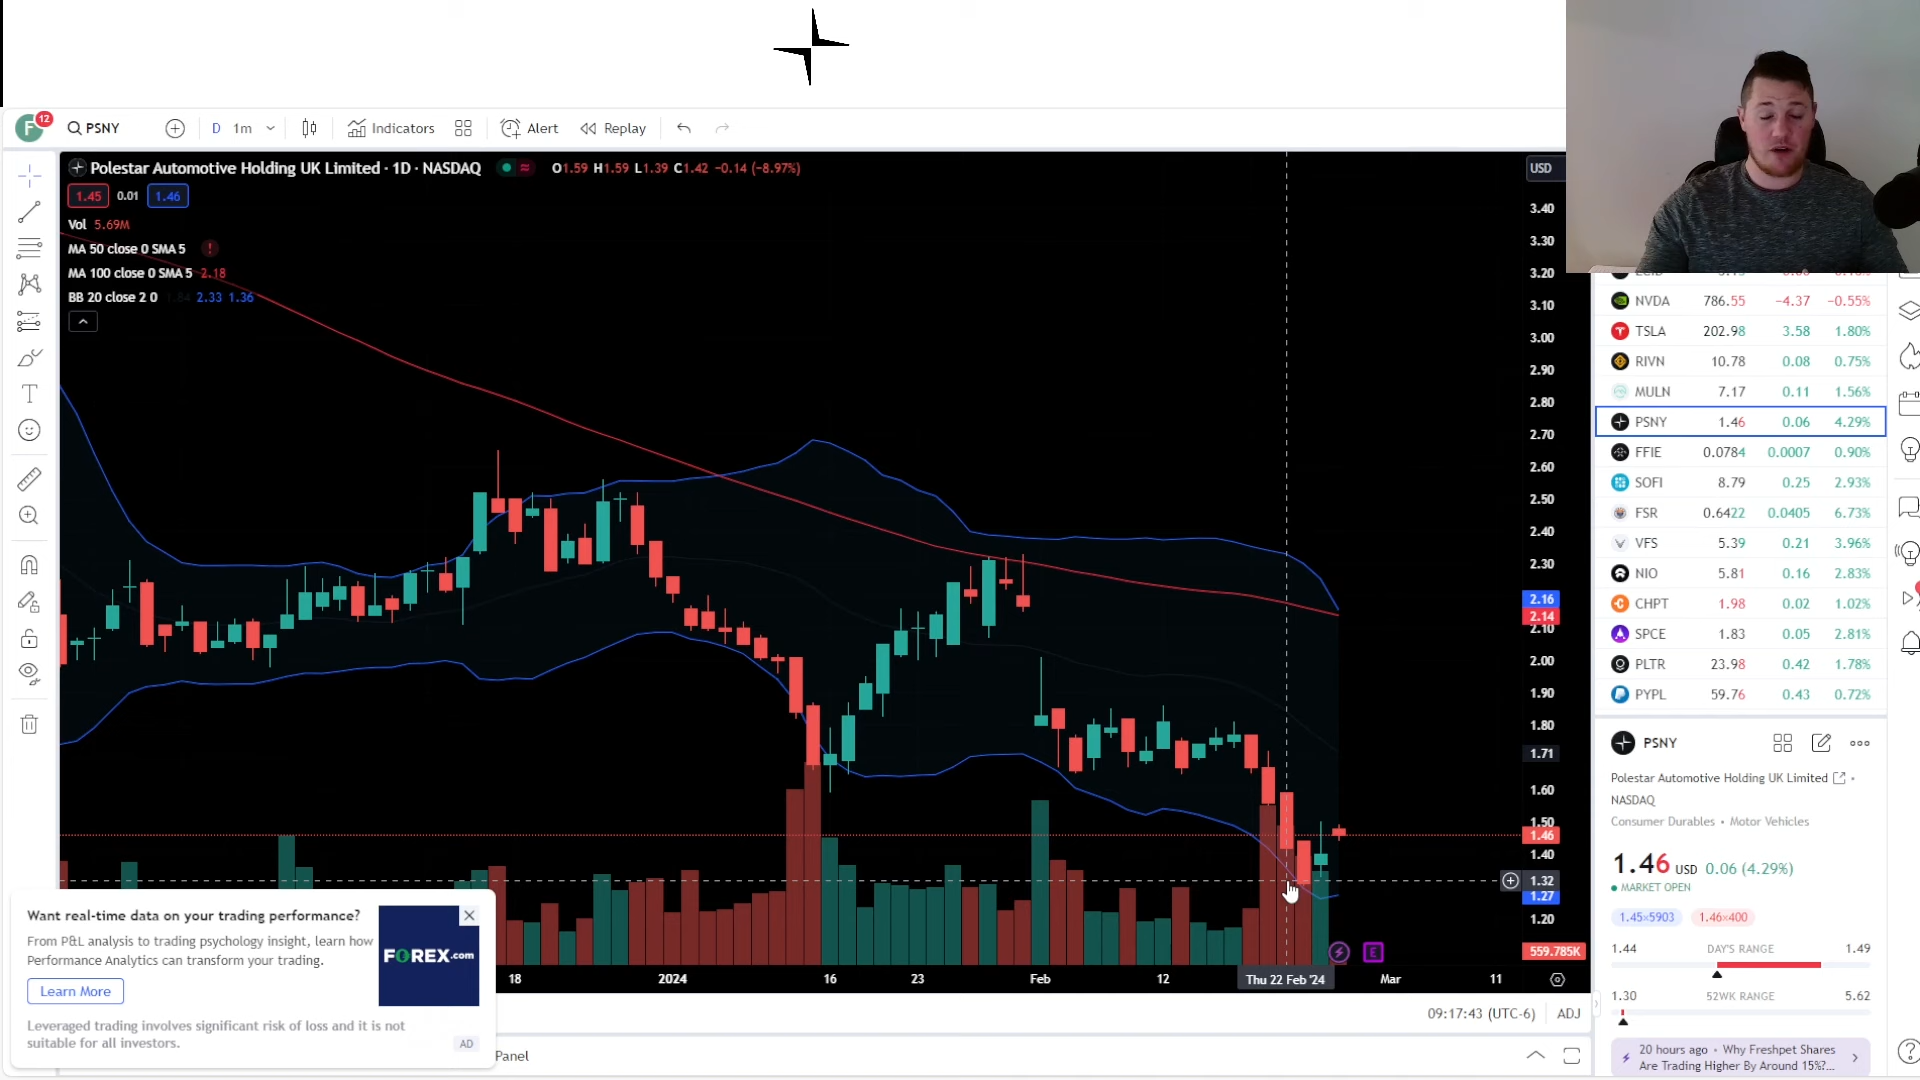 F 12 PSNY D 1m Indicators Alert Replay
Polestar Automotive Holding UK Limited · 1D · NASDAQ O1.59 H1.59 L1.39 C1.42 −0.14 (−8.97%)
1.45 0.01 1.46
Vol 5.69M
MA 50 close 0 SMA 5 !
MA 100 close 0 SMA 5 2.18
BB 20 close 2 0 1.84 2.33 1.36
USD
3.40
3.30
3.20
3.10
3.00
2.90
2.80
2.70
2.60
2.50
2.40
2.30
2.16
2.14
2.10
2.00
1.90
1.80
1.71
1.60
1.50
1.46
1.40
1.32
1.27
1.20
559.785K
E
18 2024 16 23 Feb 12 Thu 22 Feb '24 Mar 11
09:17:43 (UTC-6) ADJ
Panel
Want real-time data on your trading performance?
From P&L analysis to trading psychology insight, learn how
Performance Analytics can transform your trading.
Learn More
FOREX.com
Leveraged trading involves significant risk of loss and it is not
suitable for all investors.
AD
NVDA 786.55 −4.37 −0.55%
TSLA 202.98 3.58 1.80%
RIVN 10.78 0.08 0.75%
MULN 7.17 0.11 1.56%
PSNY 1.46 0.06 4.29%
FFIE 0.0784 0.0007 0.90%
SOFI 8.79 0.25 2.93%
FSR 0.6422 0.0405 6.73%
VFS 5.39 0.21 3.96%
NIO 5.81 0.16 2.83%
CHPT 1.98 0.02 1.02%
SPCE 1.83 0.05 2.81%
PLTR 23.98 0.42 1.78%
PYPL 59.76 0.43 0.72%
PSNY
Polestar Automotive Holding UK Limited •
NASDAQ
Consumer Durables • Motor Vehicles
1.46 USD 0.06 (4.29%)
MARKET OPEN
1.45×5903 1.46×400
1.44 DAY'S RANGE 1.49
1.30 52WK RANGE 5.62
20 hours ago • Why Freshpet Shares
Are Trading Higher By Around 15%?...